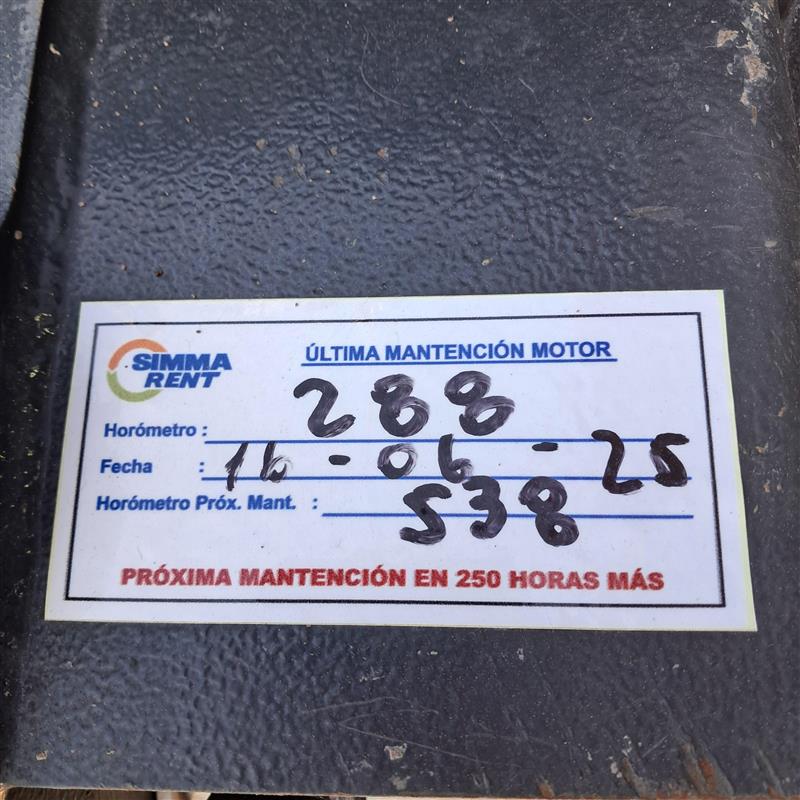 SIMMA
RENT
ÚLTIMA MANTENCIÓN MOTOR
Horómetro : 288
Fecha : 16-06-25
Horómetro Próx. Mant. : 538
PRÓXIMA MANTENCIÓN EN 250 HORAS MÁS